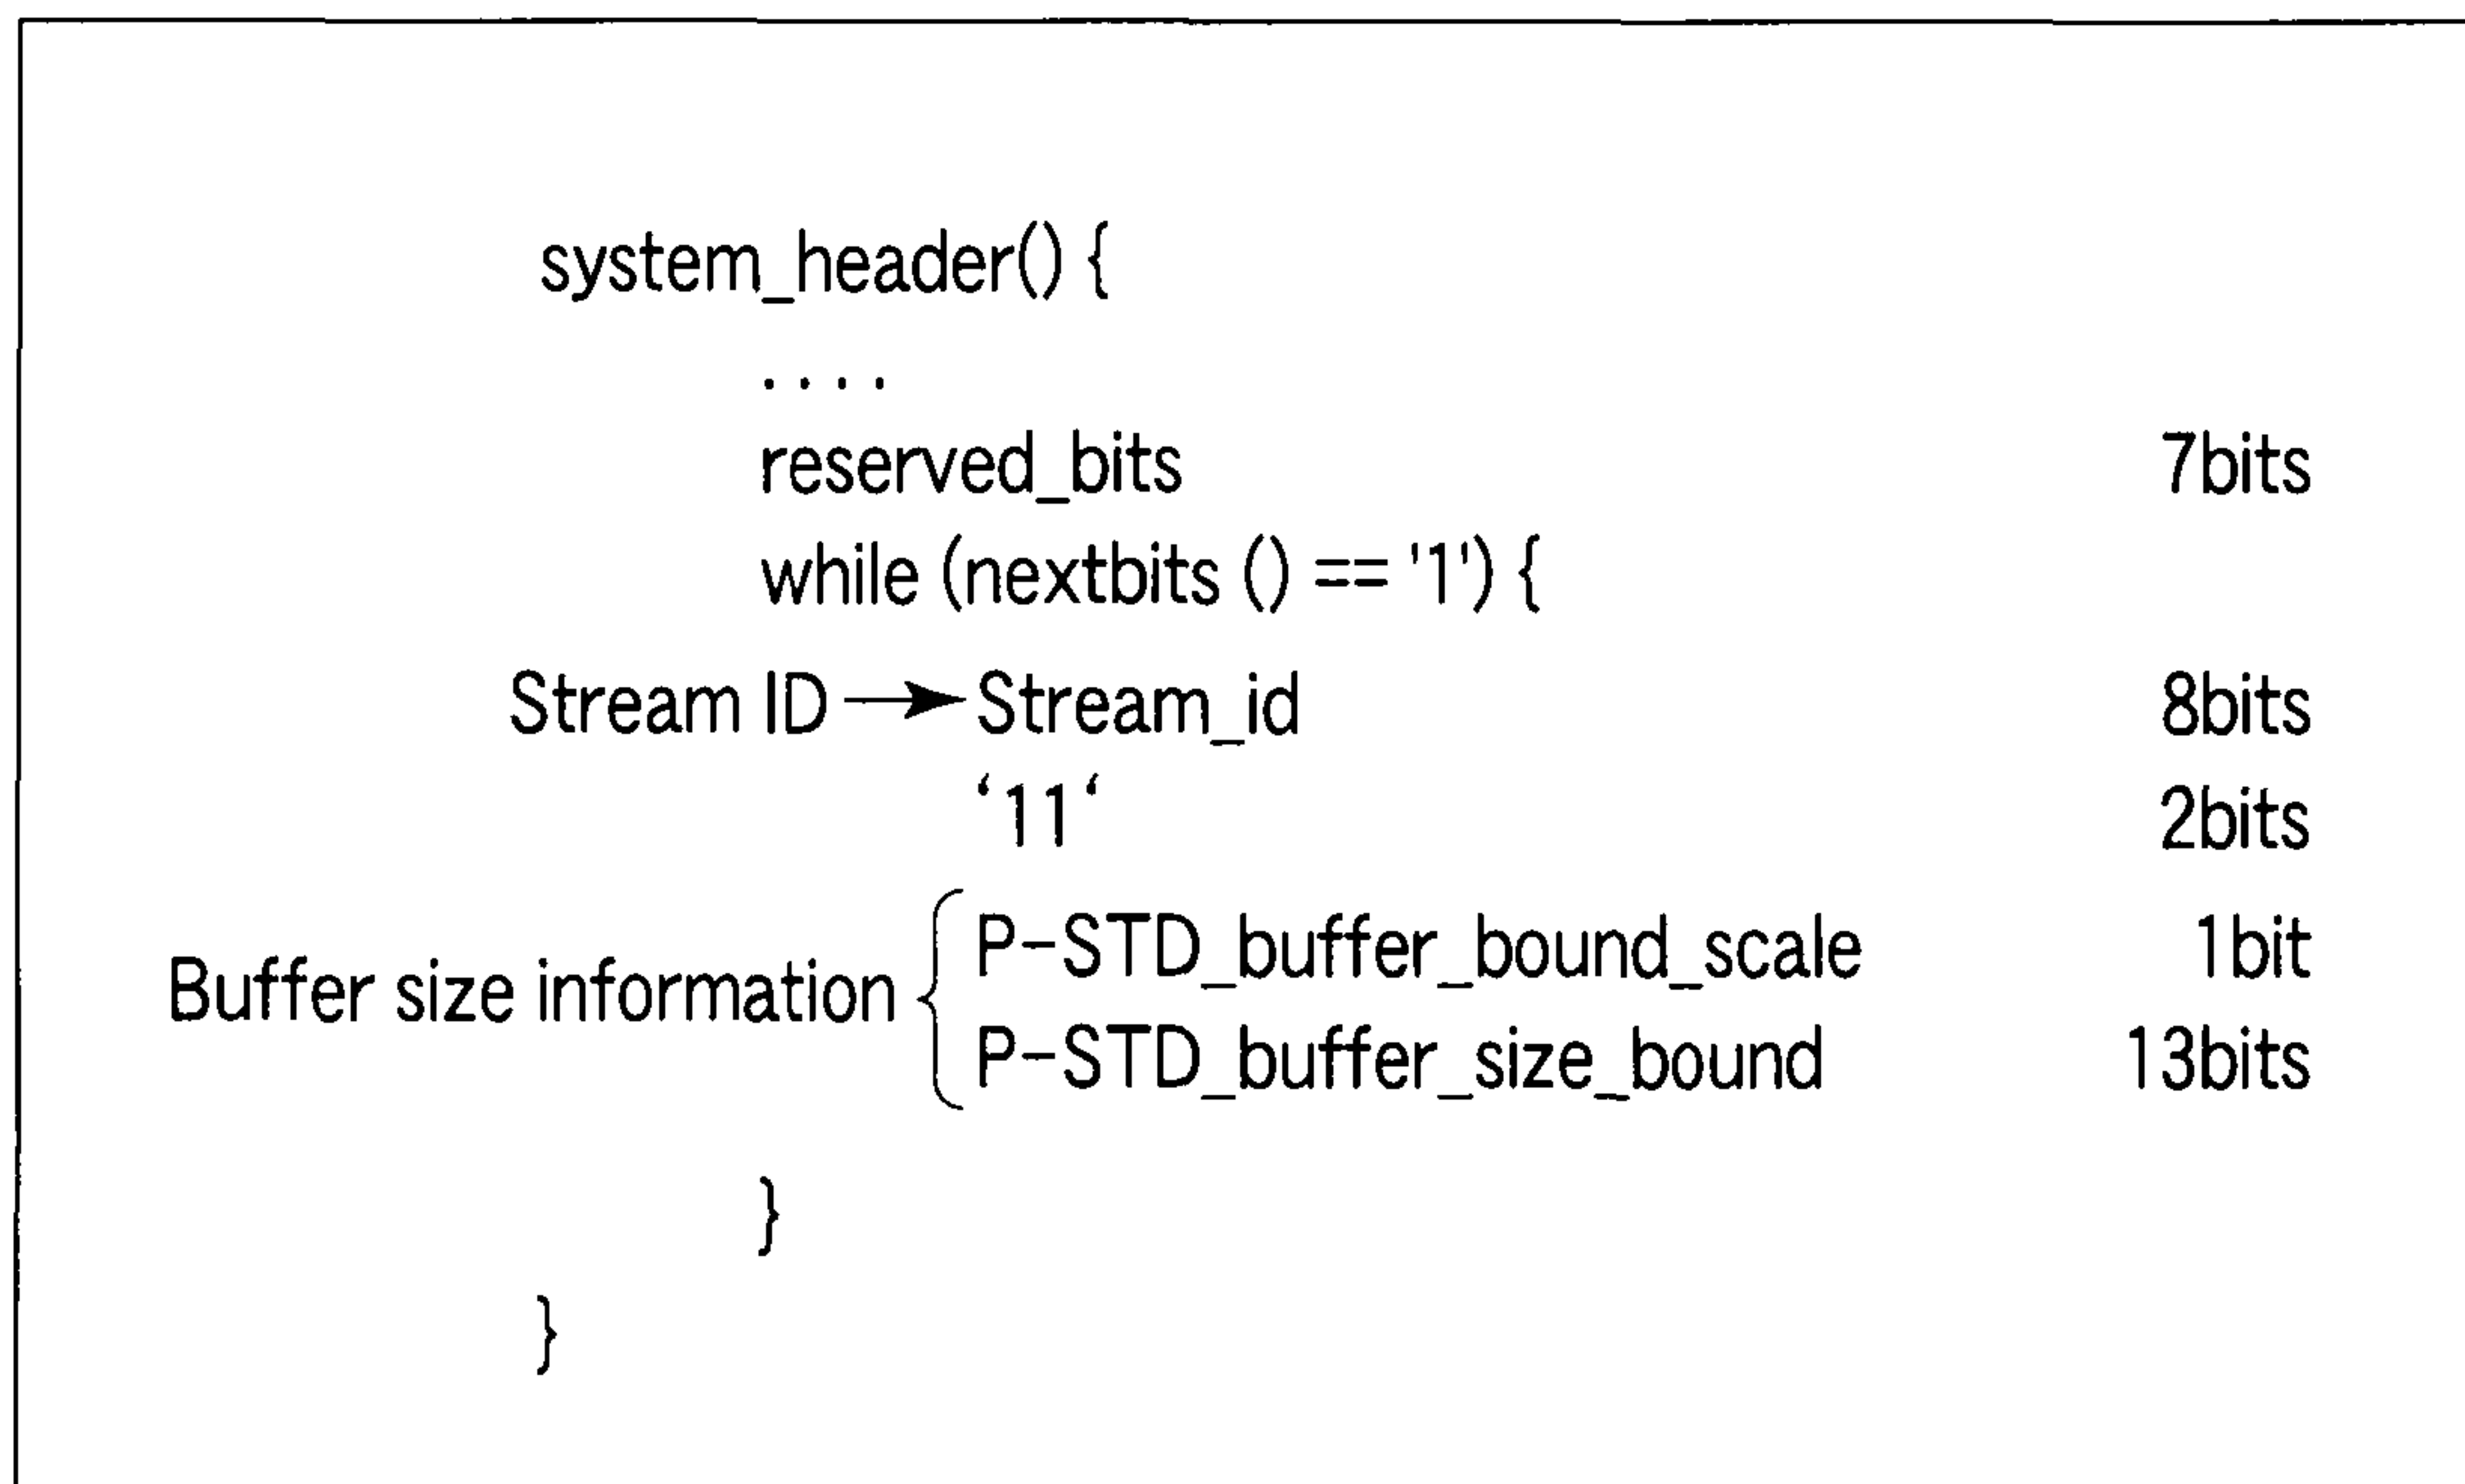 system_header() {
....
reserved_bits 7bits
while (nextbits () == '1') {
Stream ID Stream_id 8bits
‘11‘ 2bits
P-STD_buffer_bound_scale 1bit
Buffer size information
P-STD_buffer_size_bound 13bits
}
}